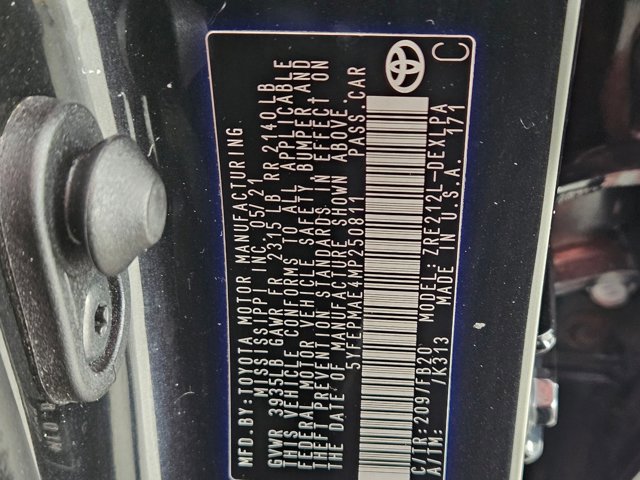 MFD.BY:TOYOTA MOTOR MANUFACTURING
MISSISSIPPI INC. 05/21
GVWR 3935LB GAWR FR 2315 LB RR 2140LB
THIS VEHICLE CONFORMS TO ALL APPLICABLE
FEDERAL MOTOR VEHICLE SAFETY BUMPER,AND
THEFT PREVENTION STANDARDS IN EFFECT ON
THE DATE OF MANUFACTURE SHOWN ABOVE.
5YFEPMAE4MP250811 PASS.CAR
C/TR:209/FB20 MODEL:ZRE212L-DEXLPA
A/TM: /K313 MADE IN U.S.A. 171
C